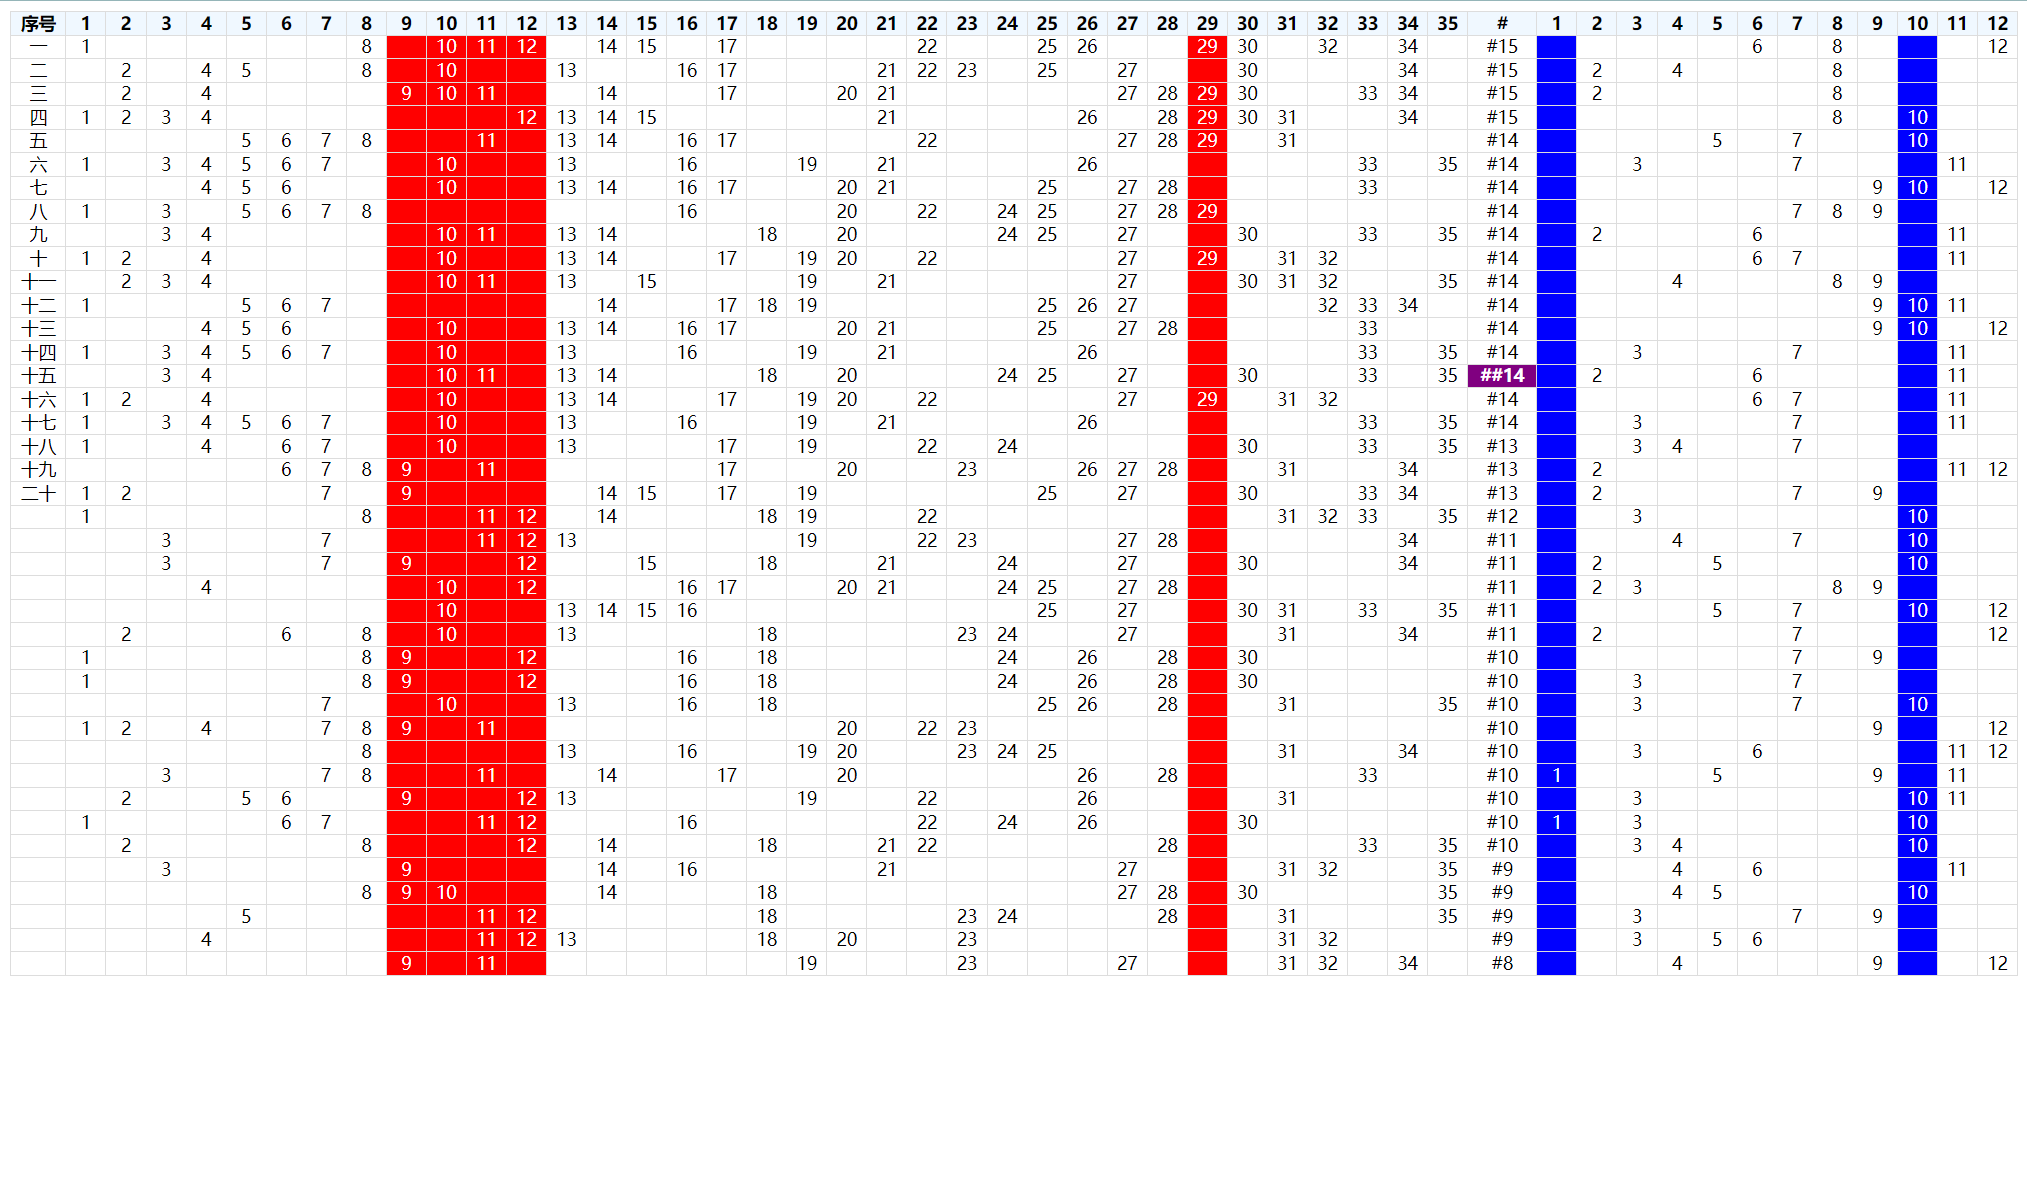 序号 1 2 3 4 5 6 7 8 9 10 11 12 13 14 15 16 17 18 19 20 21 22 23 24 25 26 27 28 29 30 31 32 33 34 35 # 1 2 3 4 5 6 7 8 9 10 11 12
一 1 8 10 11 12 14 15 17 22 25 26 29 30 32 34 #15 6 8 12
二 2 4 5 8 10 13 16 17 21 22 23 25 27 30 34 #15 2 4 8
三 2 4 9 10 11 14 17 20 21 27 28 29 30 33 34 #15 2 8
四 1 2 3 4 12 13 14 15 21 26 28 29 30 31 34 #15 8 10
五 5 6 7 8 11 13 14 16 17 22 27 28 29 31 #14 5 7 10
六 1 3 4 5 6 7 10 13 16 19 21 26 33 35 #14 3 7 11
七 4 5 6 10 13 14 16 17 20 21 25 27 28 33 #14 9 10 12
八 1 3 5 6 7 8 16 20 22 24 25 27 28 29 #14 7 8 9
九 3 4 10 11 13 14 18 20 24 25 27 30 33 35 #14 2 6 11
十 1 2 4 10 13 14 17 19 20 22 27 29 31 32 #14 6 7 11
十一 2 3 4 10 11 13 15 19 21 27 30 31 32 35 #14 4 8 9
十二 1 5 6 7 14 17 18 19 25 26 27 32 33 34 #14 9 10 11
十三 4 5 6 10 13 14 16 17 20 21 25 27 28 33 #14 9 10 12
十四 1 3 4 5 6 7 10 13 16 19 21 26 33 35 #14 3 7 11
十五 3 4 10 11 13 14 18 20 24 25 27 30 33 35 ##14 2 6 11
十六 1 2 4 10 13 14 17 19 20 22 27 29 31 32 #14 6 7 11
十七 1 3 4 5 6 7 10 13 16 19 21 26 33 35 #14 3 7 11
十八 1 4 6 7 10 13 17 19 22 24 30 33 35 #13 3 4 7
十九 6 7 8 9 11 17 20 23 26 27 28 31 34 #13 2 11 12
二十 1 2 7 9 14 15 17 19 25 27 30 33 34 #13 2 7 9
1 8 11 12 14 18 19 22 31 32 33 35 #12 3 10
3 7 11 12 13 19 22 23 27 28 34 #11 4 7 10
3 7 9 12 15 18 21 24 27 30 34 #11 2 5 10
4 10 12 16 17 20 21 24 25 27 28 #11 2 3 8 9
10 13 14 15 16 25 27 30 31 33 35 #11 5 7 10 12
2 6 8 10 13 18 23 24 27 31 34 #11 2 7 12
1 8 9 12 16 18 24 26 28 30 #10 7 9
1 8 9 12 16 18 24 26 28 30 #10 3 7
7 10 13 16 18 25 26 28 31 35 #10 3 7 10
1 2 4 7 8 9 11 20 22 23 #10 9 12
8 13 16 19 20 23 24 25 31 34 #10 3 6 11 12
3 7 8 11 14 17 20 26 28 33 #10 1 5 9 11
2 5 6 9 12 13 19 22 26 31 #10 3 10 11
1 6 7 11 12 16 22 24 26 30 #10 1 3 10
2 8 12 14 18 21 22 28 33 35 #10 3 4 10
3 9 14 16 21 27 31 32 35 #9 4 6 11
8 9 10 14 18 27 28 30 35 #9 4 5 10
5 11 12 18 23 24 28 31 35 #9 3 7 9
4 11 12 13 18 20 23 31 32 #9 3 5 6
9 11 19 23 27 31 32 34 #8 4 9 12